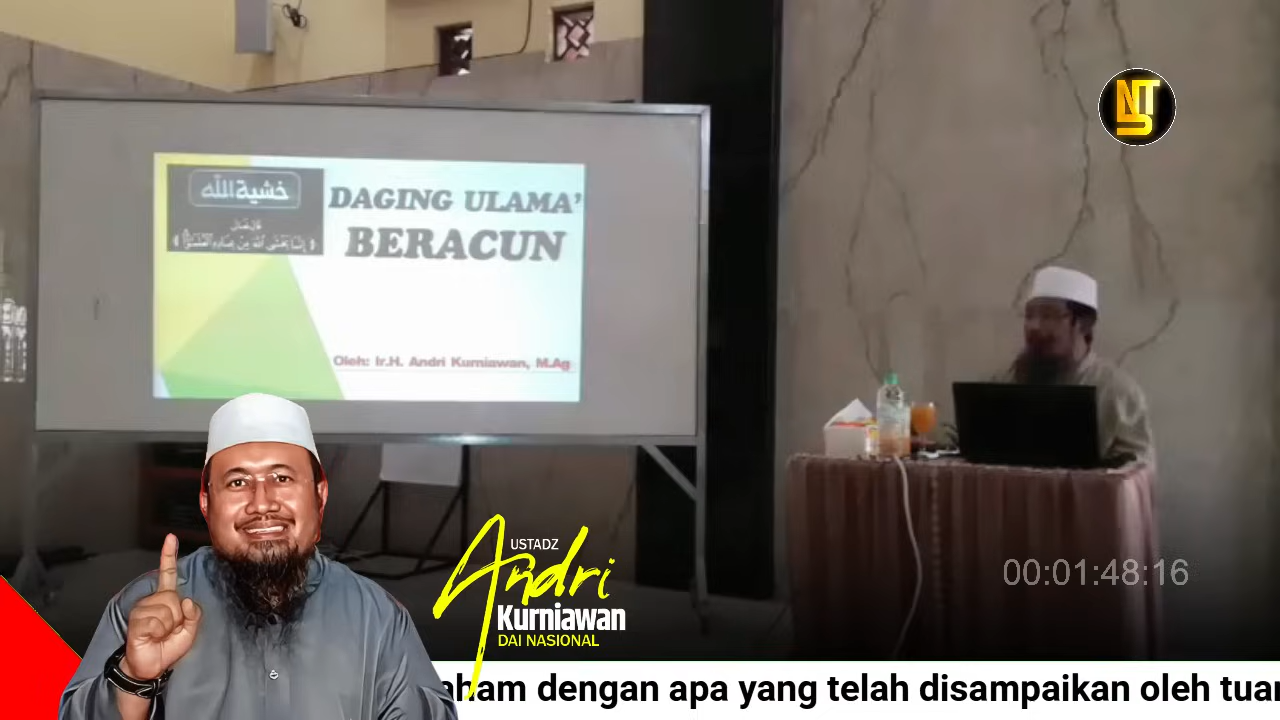 NTS
خشية الله
DAGING ULAMA'
BERACUN
Oleh: Ir.H. Andri Kurniawan, M.Ag
USTADZ
Andri
Kurniawan
DAI NASIONAL
00:01:48:16
aham dengan apa yang telah disampaikan oleh tuan